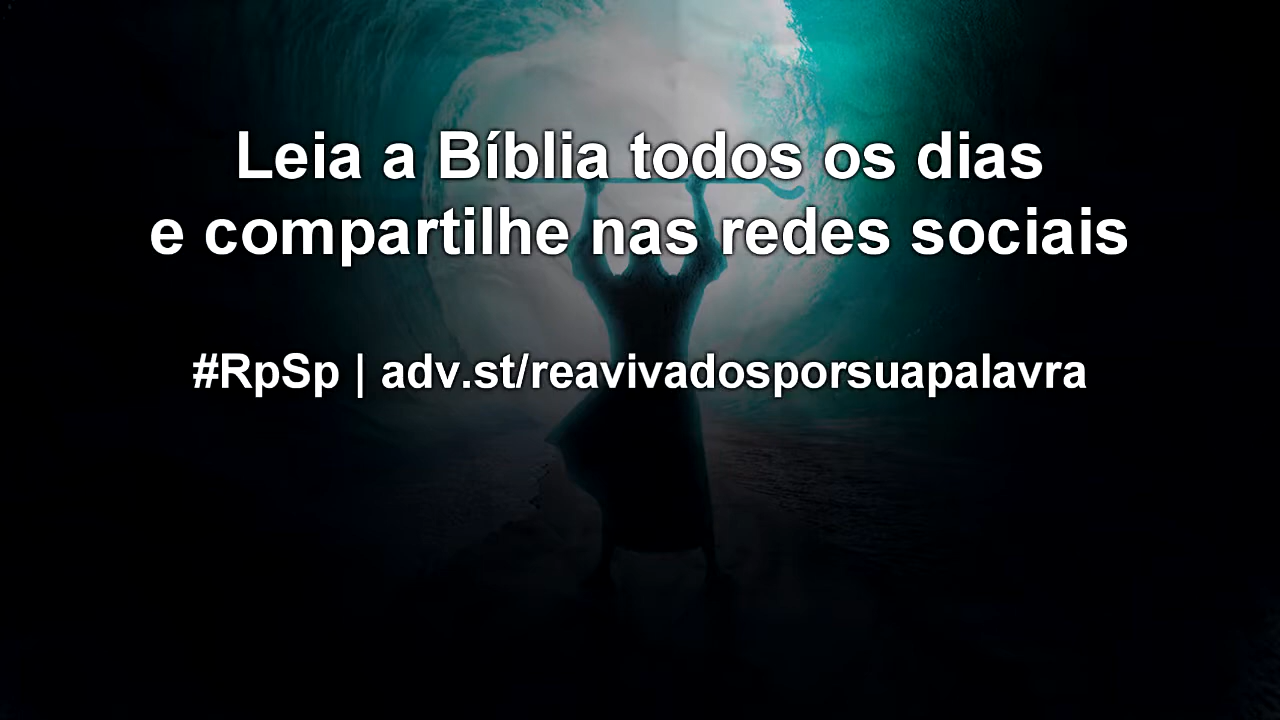 Leia a Bíblia todos os dias
e compartilhe nas redes sociais
#RpSp | adv.st/reavivadosporsuapalavra